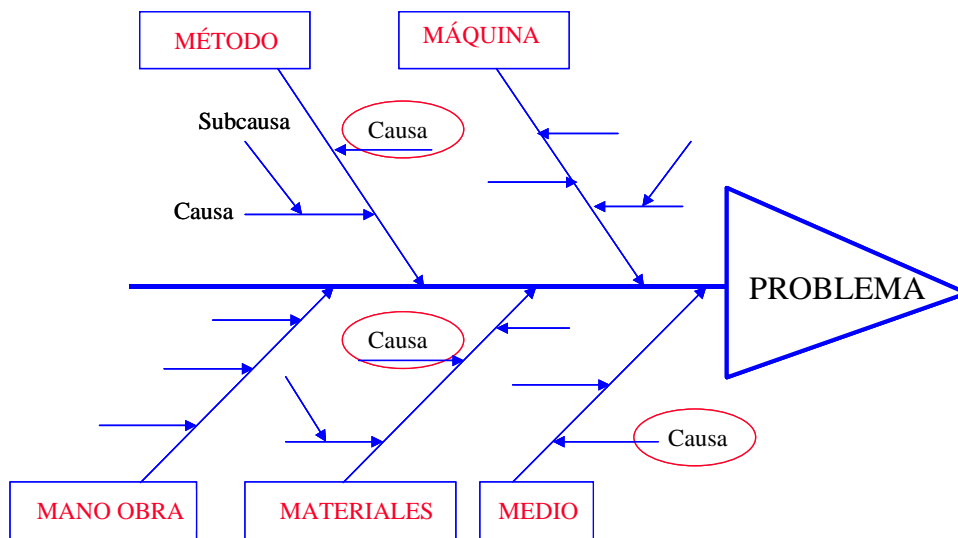 MÉTODO
MÁQUINA
Subcausa
Causa
Causa
PROBLEMA
Causa
Causa
MANO OBRA
MATERIALES
MEDIO